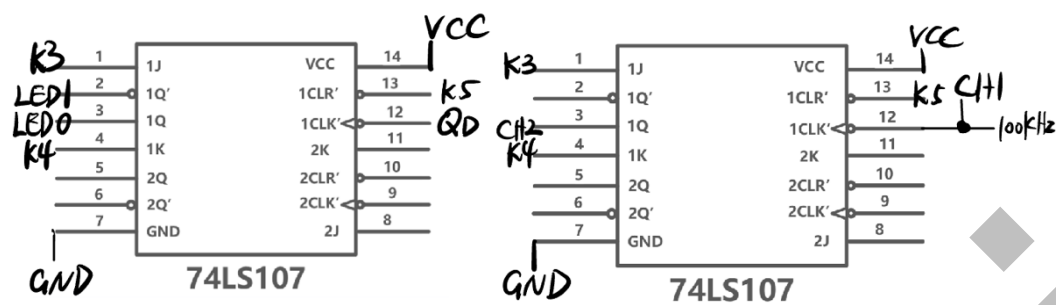 K3 1 1J VCC 14 VCC
LED1 2 1Q' 1CLR' 13 K5
LED0 3 1Q 1CLK' 12 QD
K4 4 1K 2K 11
5 2Q 2CLR' 10
6 2Q' 2CLK' 9
7 GND 2J 8
GND
74LS107
K3 1 1J VCC 14 VCC
2 1Q' 1CLR' 13 K5 CH1
CH2 3 1Q 1CLK' 12 100KHz
K4 4 1K 2K 11
5 2Q 2CLR' 10
6 2Q' 2CLK' 9
7 GND 2J 8
GND
74LS107